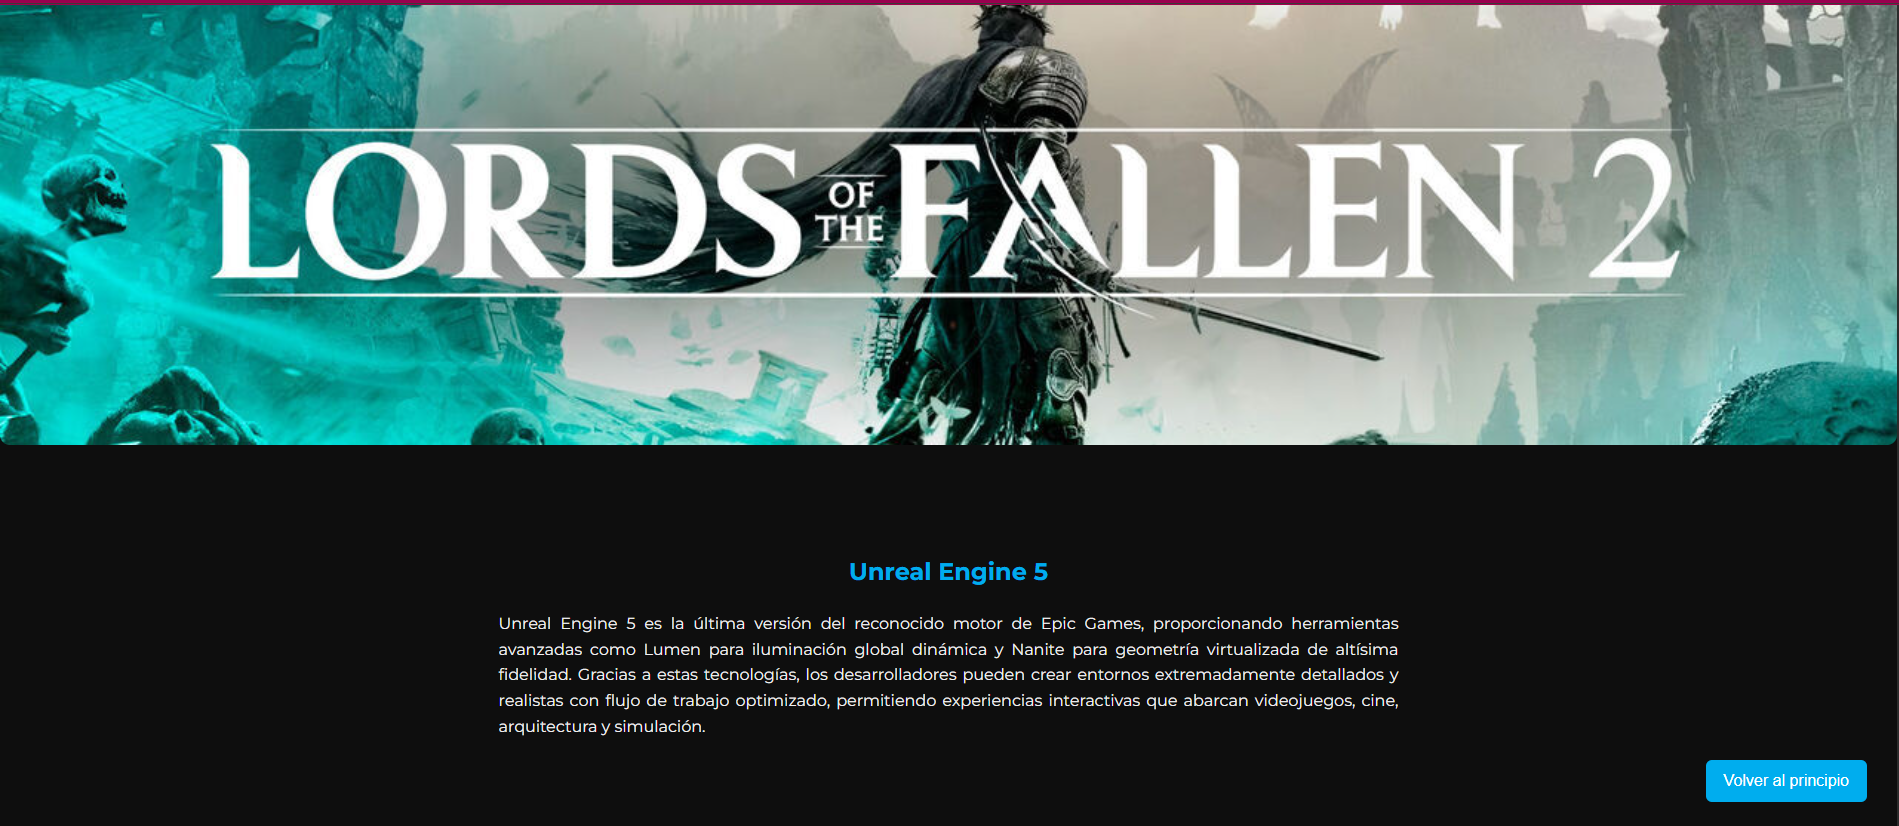 LORDS OF THE FALLEN 2
Unreal Engine 5
Unreal Engine 5 es la última versión del reconocido motor de Epic Games, proporcionando herramientas
avanzadas como Lumen para iluminación global dinámica y Nanite para geometría virtualizada de altísima
fidelidad. Gracias a estas tecnologías, los desarrolladores pueden crear entornos extremadamente detallados y
realistas con flujo de trabajo optimizado, permitiendo experiencias interactivas que abarcan videojuegos, cine,
arquitectura y simulación.
Volver al principio